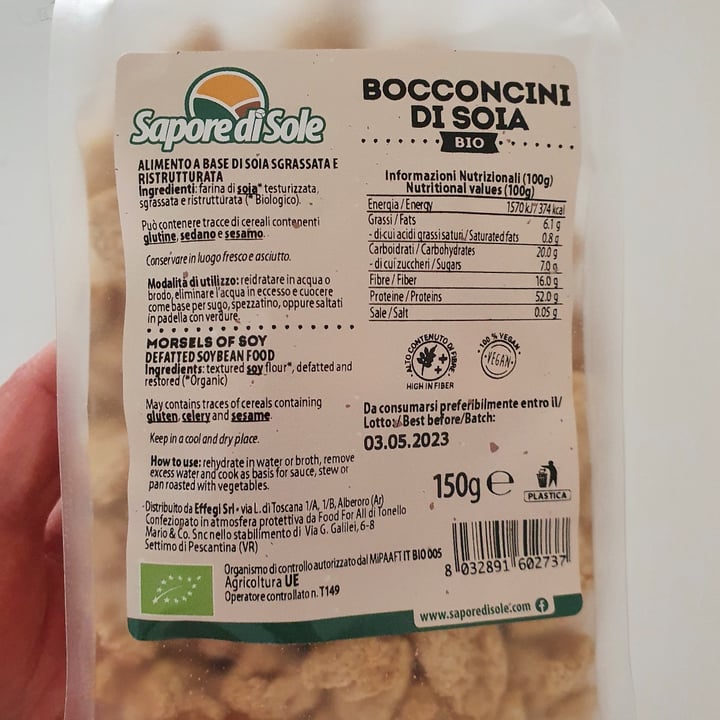 Sapore di Sole
ALIMENTO A BASE DI SOIA SGRASSATA E
RISTRUTTURATA
Ingredienti: farina di soia* testurizzata,
sgrassata e ristrutturata (* Biologico).
Può contenere tracce di cereali contenenti
glutine, sedano e sesamo.
Conservare in luogo fresco e asciutto.
Modalità di utilizzo: reidratare in acqua o
brodo, eliminare l'acqua in eccesso e cuocere
come base per sugo, spezzatino, oppure saltati
in padella con verdure.
MORSELS OF SOY
DEFATTED SOYBEAN FOOD
Ingredients: textured soy flour*, defatted and
restored (*Organic)
May contains traces of cereals containing
gluten, celery and sesame.
Keep in a cool and dry place.
How to use: rehydrate in water or broth, remove
excess water and cook as basis for sauce, stew or
pan roasted with vegetables.
BOCCONCINI
DI SOIA
BIO
Informazioni Nutrizionali (100g)
Nutritional values (100g)
Energia / Energy 1570 kJ / 374 kcal
Grassi / Fats 6.1 g
- di cui acidi grassi saturi / Saturated fats 0.8 g
Carboidrati / Carbohydrates 20.0 g
- di cui zuccheri / Sugars 7.0 g
Fibre / Fiber 16.0 g
Proteine / Proteins 52.0 g
Sale / Salt 0.05 g
ALTO CONTENUTO DI FIBRE
HIGH IN FIBER
100 % VEGAN
VEGAN
Da consumarsi preferibilmente entro il/
Lotto:/Best before/Batch:
03.05.2023
150g e
PLASTICA
Distribuito da Effegi Srl - via L. di Toscana 1/A, 1/B, Alberoro (Ar)
Confezionato in atmosfera protettiva da Food For All di Tonello
Mario & Co. Snc nello stabilimento di Via G. Galilei, 6-8
Settimo di Pescantina (VR)
Organismo di controllo autorizzato dal MiPAAFT IT BIO 005
Agricoltura UE
Operatore controllato n. T149
8 032891 602737
www.saporedisole.com